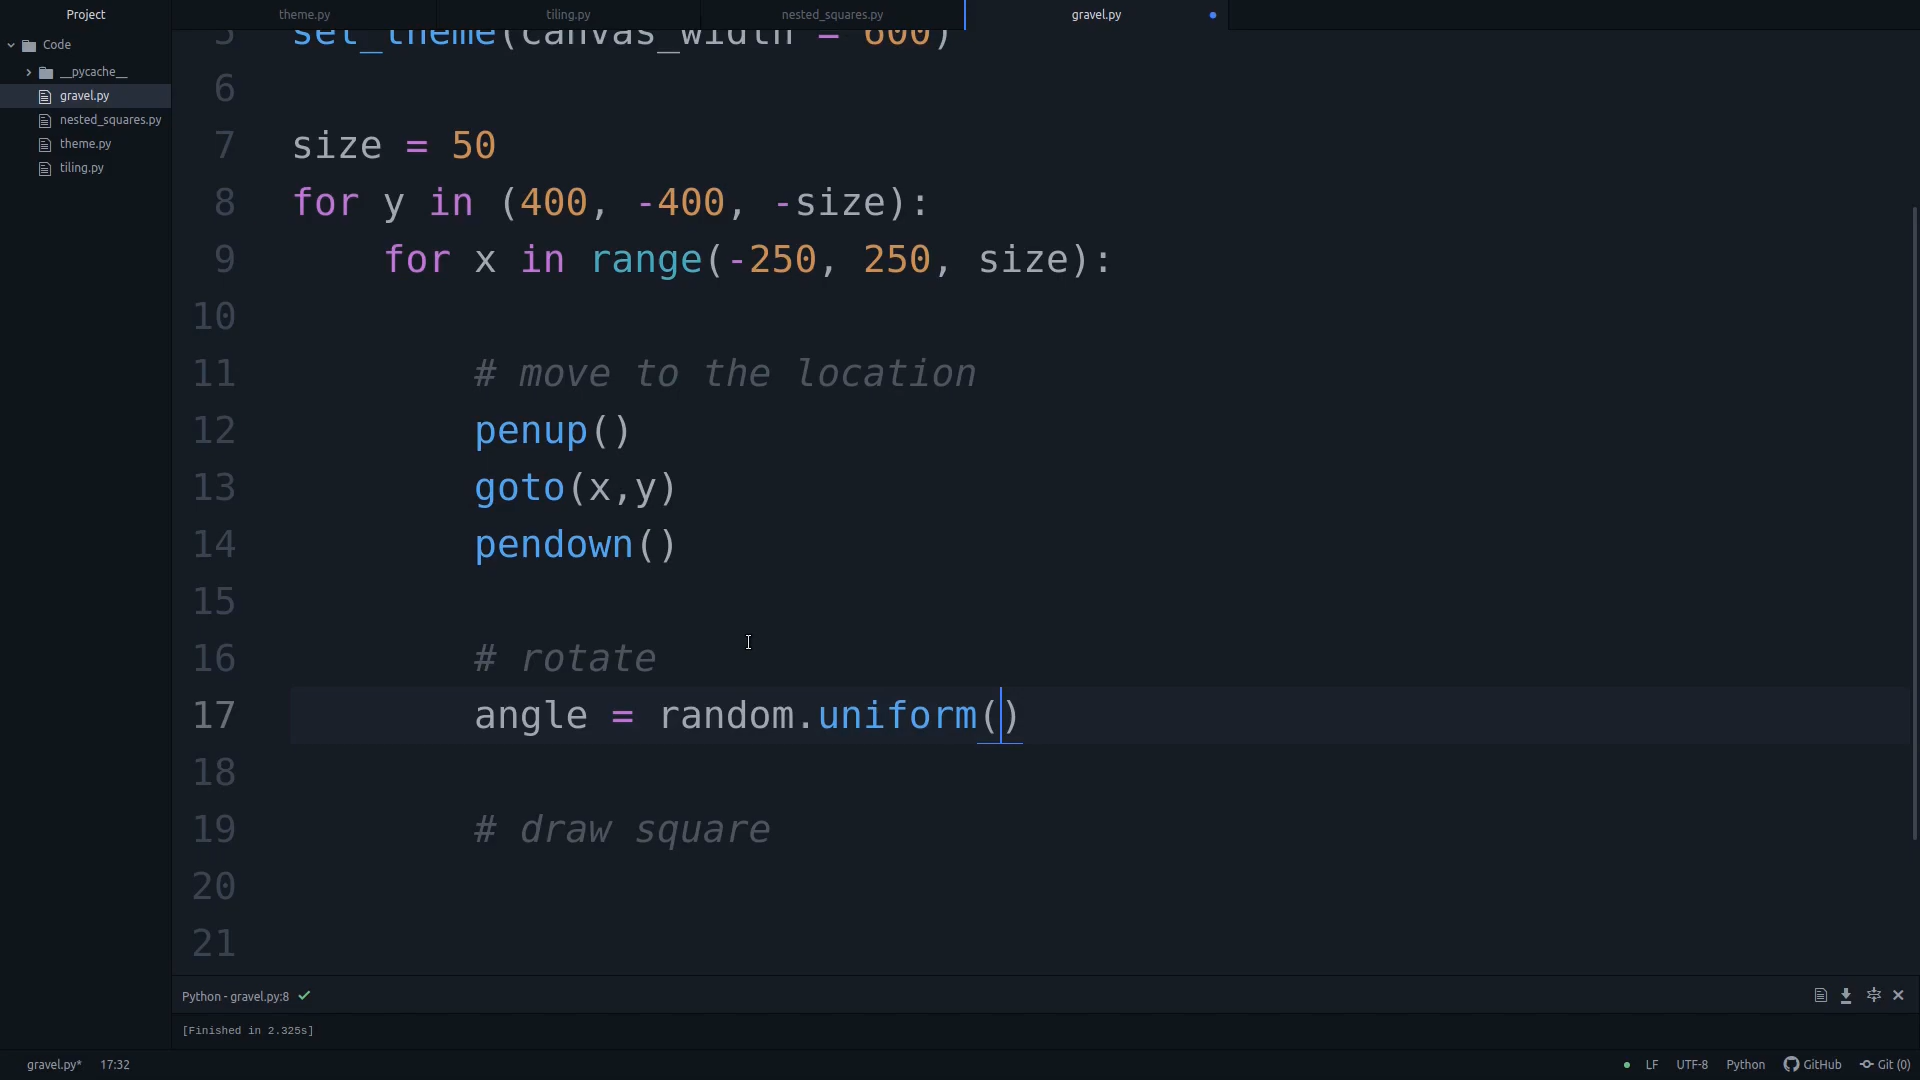 Project
theme.py
tiling.py
nested_squares.py
gravel.py
Code
__pycache__
gravel.py
nested_squares.py
theme.py
tiling.py
5 set_theme(canvas_width = 600)
6
7 size = 50
8 for y in (400, -400, -size):
9 for x in range(-250, 250, size):
10
11 # move to the location
12 penup()
13 goto(x,y)
14 pendown()
15
16 # rotate
17 angle = random.uniform()
18
19 # draw square
20
21
Python - gravel.py:8
[Finished in 2.325s]
gravel.py* 17:32 LF UTF-8 Python GitHub Git (0)